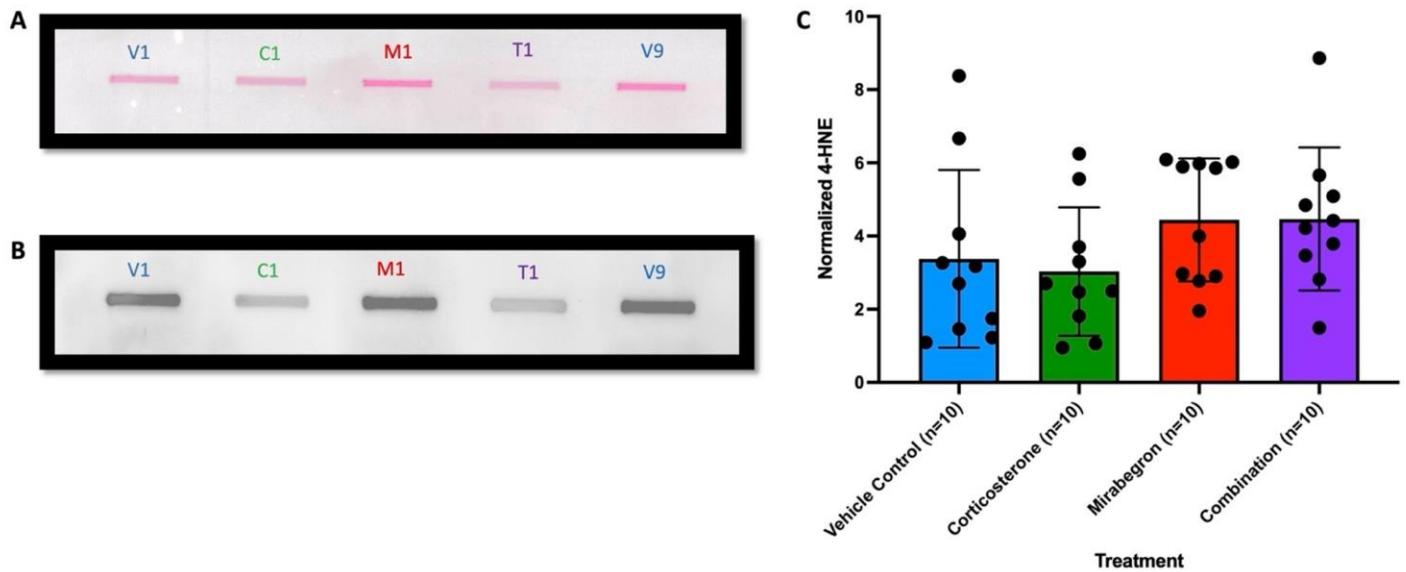 A
V1 C1 M1 T1 V9
B
V1 C1 M1 T1 V9
C
Normalized 4-HNE
10
8
6
4
2
0
Vehicle Control (n=10)
Corticosterone (n=10)
Mirabegron (n=10)
Combination (n=10)
Treatment